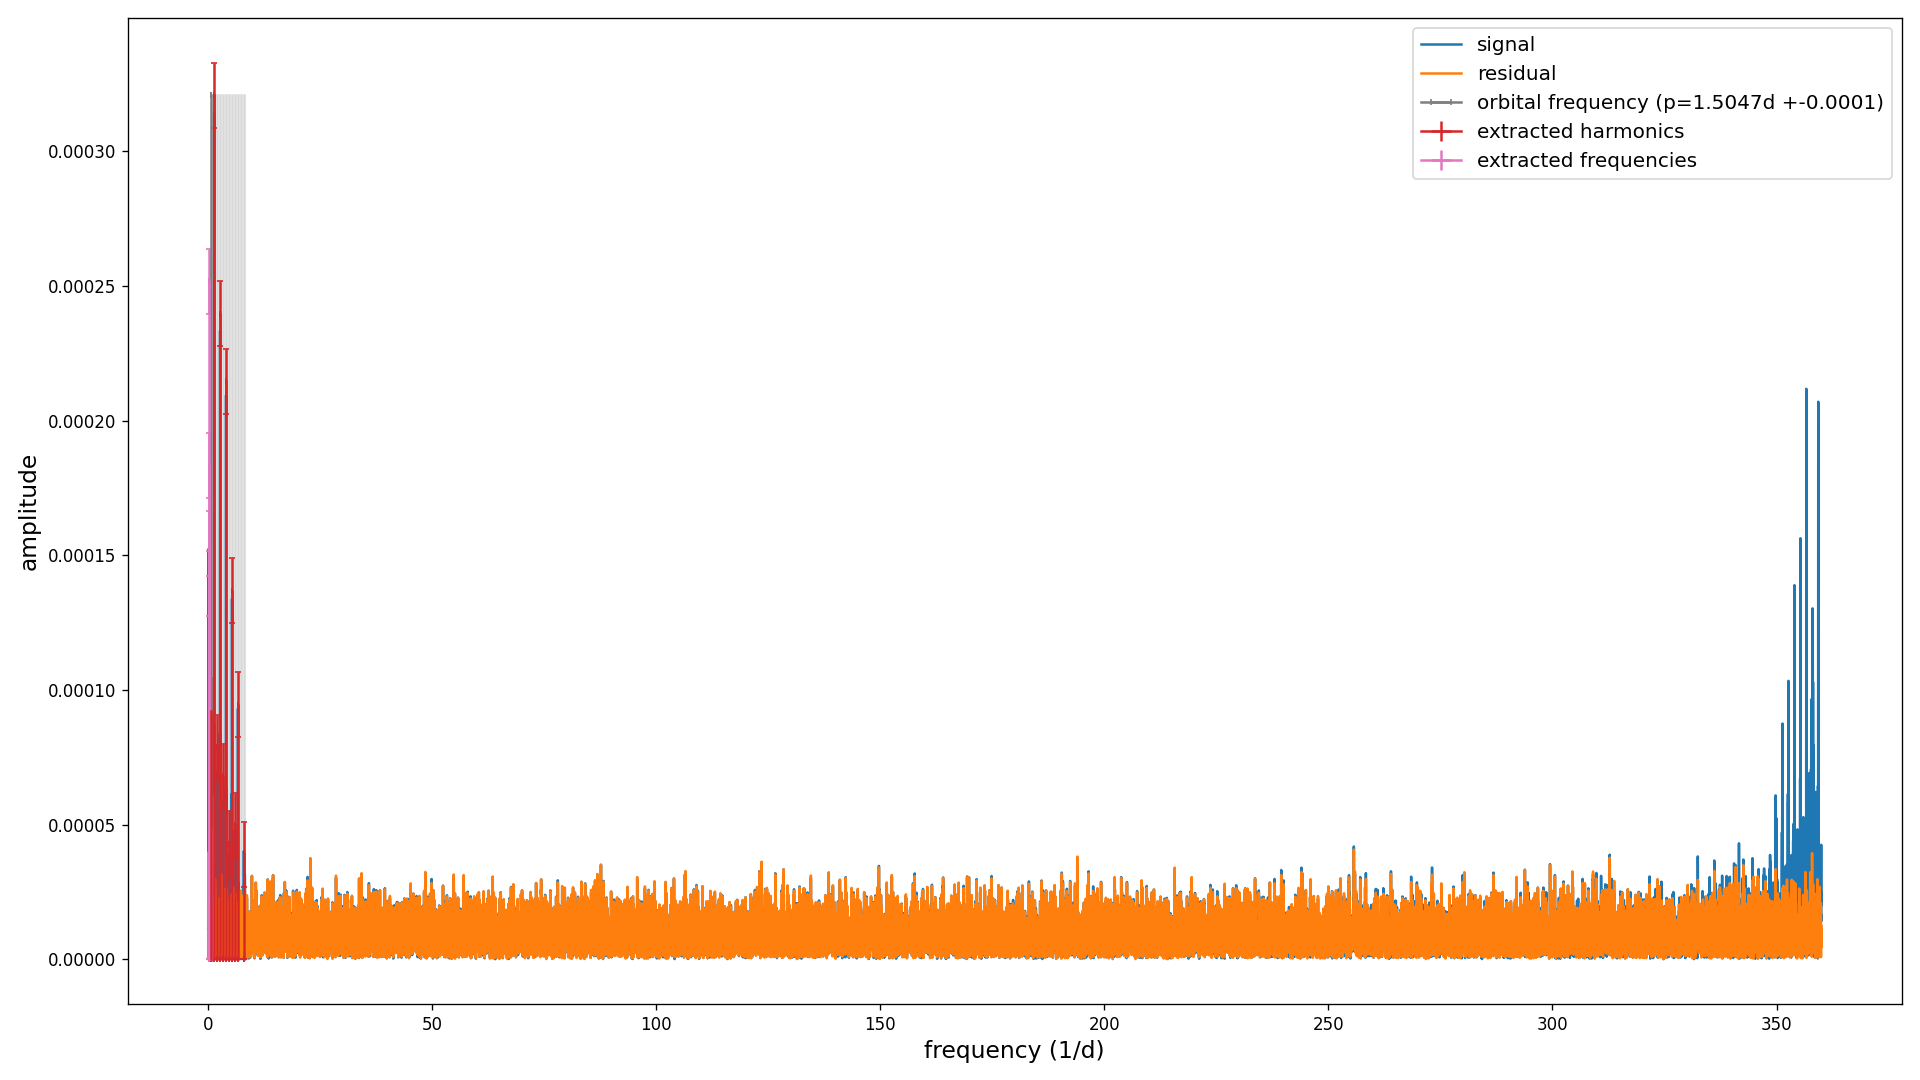 signal
residual
orbital frequency (p=1.5047d +-0.0001)
extracted harmonics
extracted frequencies
amplitude
0.00030
0.00025
0.00020
0.00015
0.00010
0.00005
0.00000
0 50 100 150 200 250 300 350
frequency (1/d)